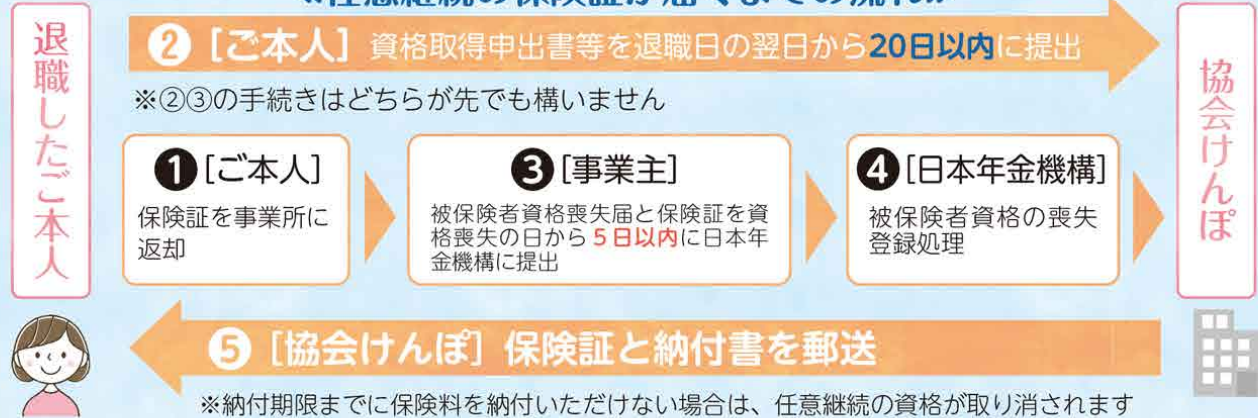 退職したご本人
❷［ご本人］資格取得申出書等を退職日の翌日から20日以内に提出
※②③の手続きはどちらが先でも構いません
❶［ご本人］
保険証を事業所に
返却
❸［事業主］
被保険者資格喪失届と保険証を資
格喪失の日から５日以内に日本年
金機構に提出
❹［日本年金機構］
被保険者資格の喪失
登録処理
協会けんぽ
❺［協会けんぽ］保険証と納付書を郵送
※納付期限までに保険料を納付いただけない場合は、任意継続の資格が取り消されます